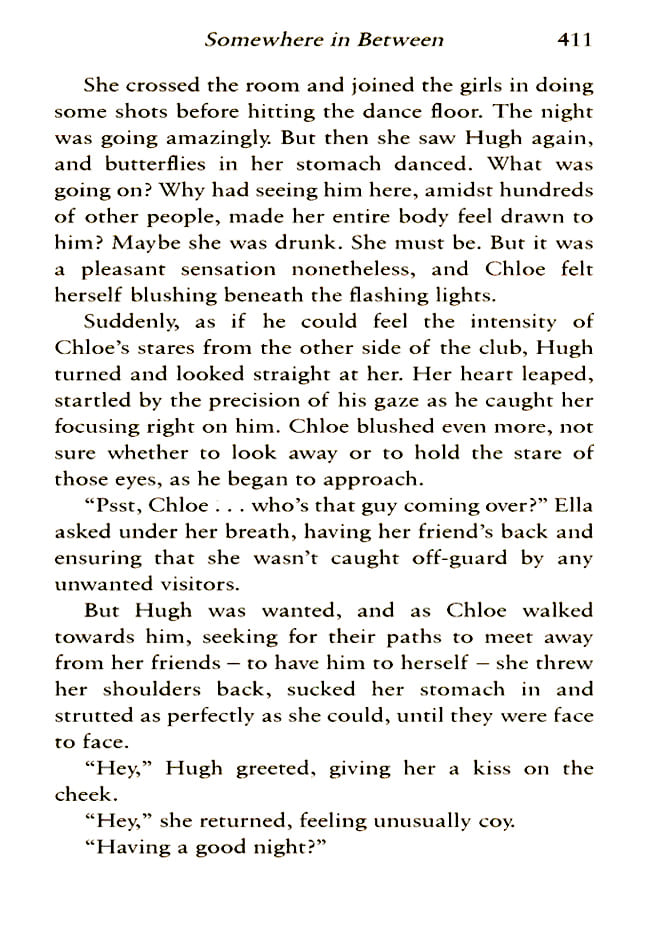 Somewhere in Between 411
She crossed the room and joined the girls in doing
some shots before hitting the dance floor. The night
was going amazingly. But then she saw Hugh again,
and butterflies in her stomach danced. What was
going on? Why had seeing him here, amidst hundreds
of other people, made her entire body feel drawn to
him? Maybe she was drunk. She must be. But it was
a pleasant sensation nonetheless, and Chloe felt
herself blushing beneath the flashing lights.
Suddenly, as if he could feel the intensity of
Chloe’s stares from the other side of the club, Hugh
turned and looked straight at her. Her heart leaped,
startled by the precision of his gaze as he caught her
focusing right on him. Chloe blushed even more, not
sure whether to look away or to hold the stare of
those eyes, as he began to approach.
“Psst, Chloe . . . who’s that guy coming over?” Ella
asked under her breath, having her friend’s back and
ensuring that she wasn’t caught off-guard by any
unwanted visitors.
But Hugh was wanted, and as Chloe walked
towards him, seeking for their paths to meet away
from her friends – to have him to herself – she threw
her shoulders back, sucked her stomach in and
strutted as perfectly as she could, until they were face
to face.
“Hey,” Hugh greeted, giving her a kiss on the
cheek.
“Hey,” she returned, feeling unusually coy.
“Having a good night?”